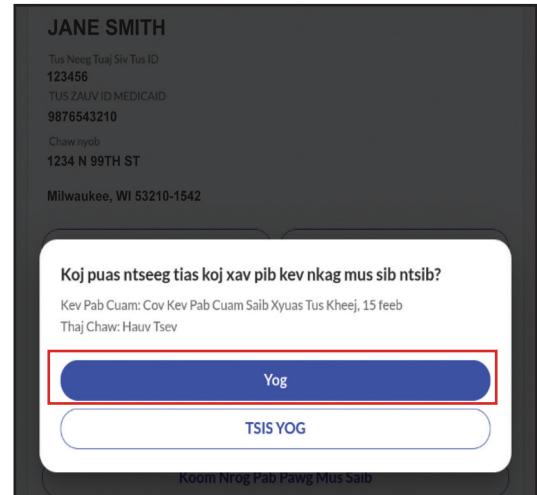 JANE SMITH
Tus Neeg Tuaj Siv Tus ID
123456
TUS ZAUV ID MEDICAID
9876543210
Chaw nyob
1234 N 99TH ST
Milwaukee, WI 53210-1542
Koj puas ntseeg tias koj xav pib kev nkag mus sib ntsib?
Kev Pab Cuam: Cov Kev Pab Cuam Saib Xyuas Tus Kheej, 15 feeb
Thaj Chaw: Hauv Tsev
Yog
TSIS YOG
Koom Nrog Pab Pawg Mus Saib